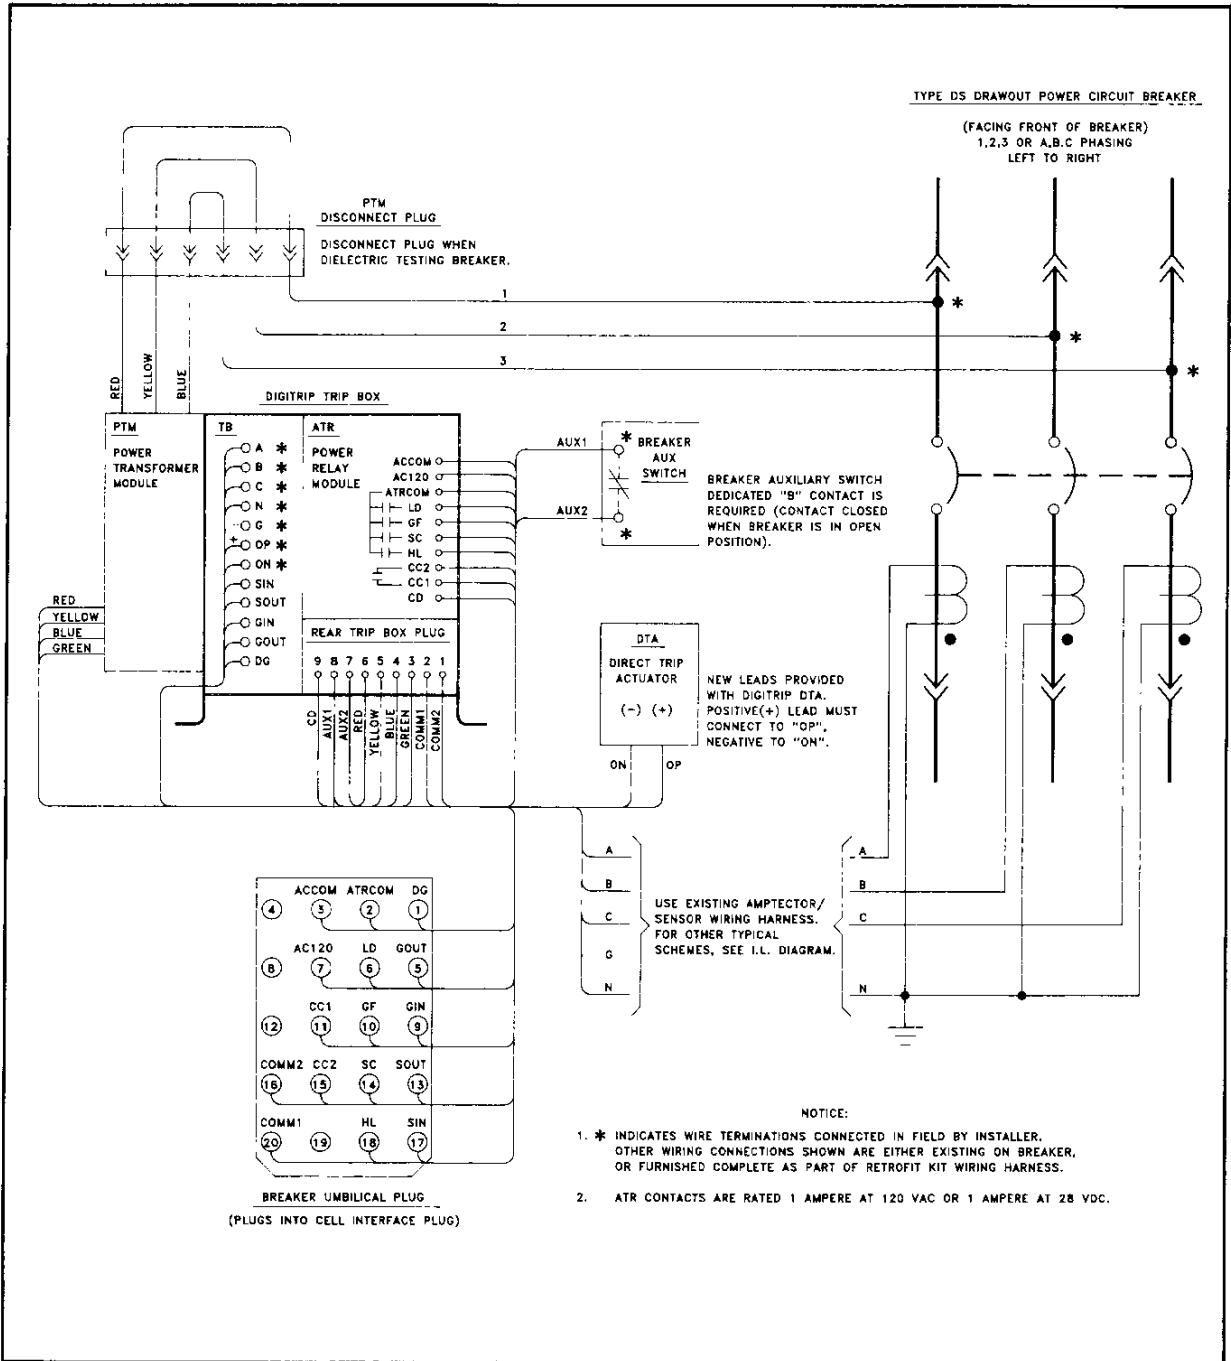 TYPE DS DRAWOUT POWER CIRCUIT BREAKER
(FACING FRONT OF BREAKER)
1,2,3 OR A,B,C PHASING
LEFT TO RIGHT
PTM
DISCONNECT PLUG
DISCONNECT PLUG WHEN
DIELECTRIC TESTING BREAKER.
1
*
2
*
3
*
RED
YELLOW
BLUE
DIGITRIP TRIP BOX
PTM
POWER
TRANSFORMER
MODULE
TB
A *
B *
C *
N *
G *
+ OP *
ON *
SIN
SOUT
GIN
GOUT
DG
ATR
POWER
RELAY
MODULE
ACCOM
AC120
ATRCOM
LD
GF
SC
HL
CC2
CC1
CD
REAR TRIP BOX PLUG
9 8 7 6 5 4 3 2 1
CD
AUX1
AUX2
RED
YELLOW
BLUE
GREEN
COMM1
COMM2
RED
YELLOW
BLUE
GREEN
AUX1
AUX2
* BREAKER
AUX
SWITCH
*
BREAKER AUXILIARY SWITCH
DEDICATED "B" CONTACT IS
REQUIRED (CONTACT CLOSED
WHEN BREAKER IS IN OPEN
POSITION).
DTA
DIRECT TRIP
ACTUATOR
(-) (+)
ON
OP
NEW LEADS PROVIDED
WITH DIGITRIP DTA.
POSITIVE(+) LEAD MUST
CONNECT TO "OP",
NEGATIVE TO "ON".
A
B
C
G
N
USE EXISTING AMPTECTOR/
SENSOR WIRING HARNESS.
FOR OTHER TYPICAL
SCHEMES, SEE I.L. DIAGRAM.
A
B
C
N
ACCOM ATRCOM DG
4 3 2 1
AC120 LD GOUT
8 7 6 5
CC1 GF GIN
12 11 10 9
COMM2 CC2 SC SOUT
16 15 14 13
COMM1 HL SIN
20 19 18 17
BREAKER UMBILICAL PLUG
(PLUGS INTO CELL INTERFACE PLUG)
NOTICE:
1. * INDICATES WIRE TERMINATIONS CONNECTED IN FIELD BY INSTALLER.
OTHER WIRING CONNECTIONS SHOWN ARE EITHER EXISTING ON BREAKER,
OR FURNISHED COMPLETE AS PART OF RETROFIT KIT WIRING HARNESS.
2. ATR CONTACTS ARE RATED 1 AMPERE AT 120 VAC OR 1 AMPERE AT 28 VDC.